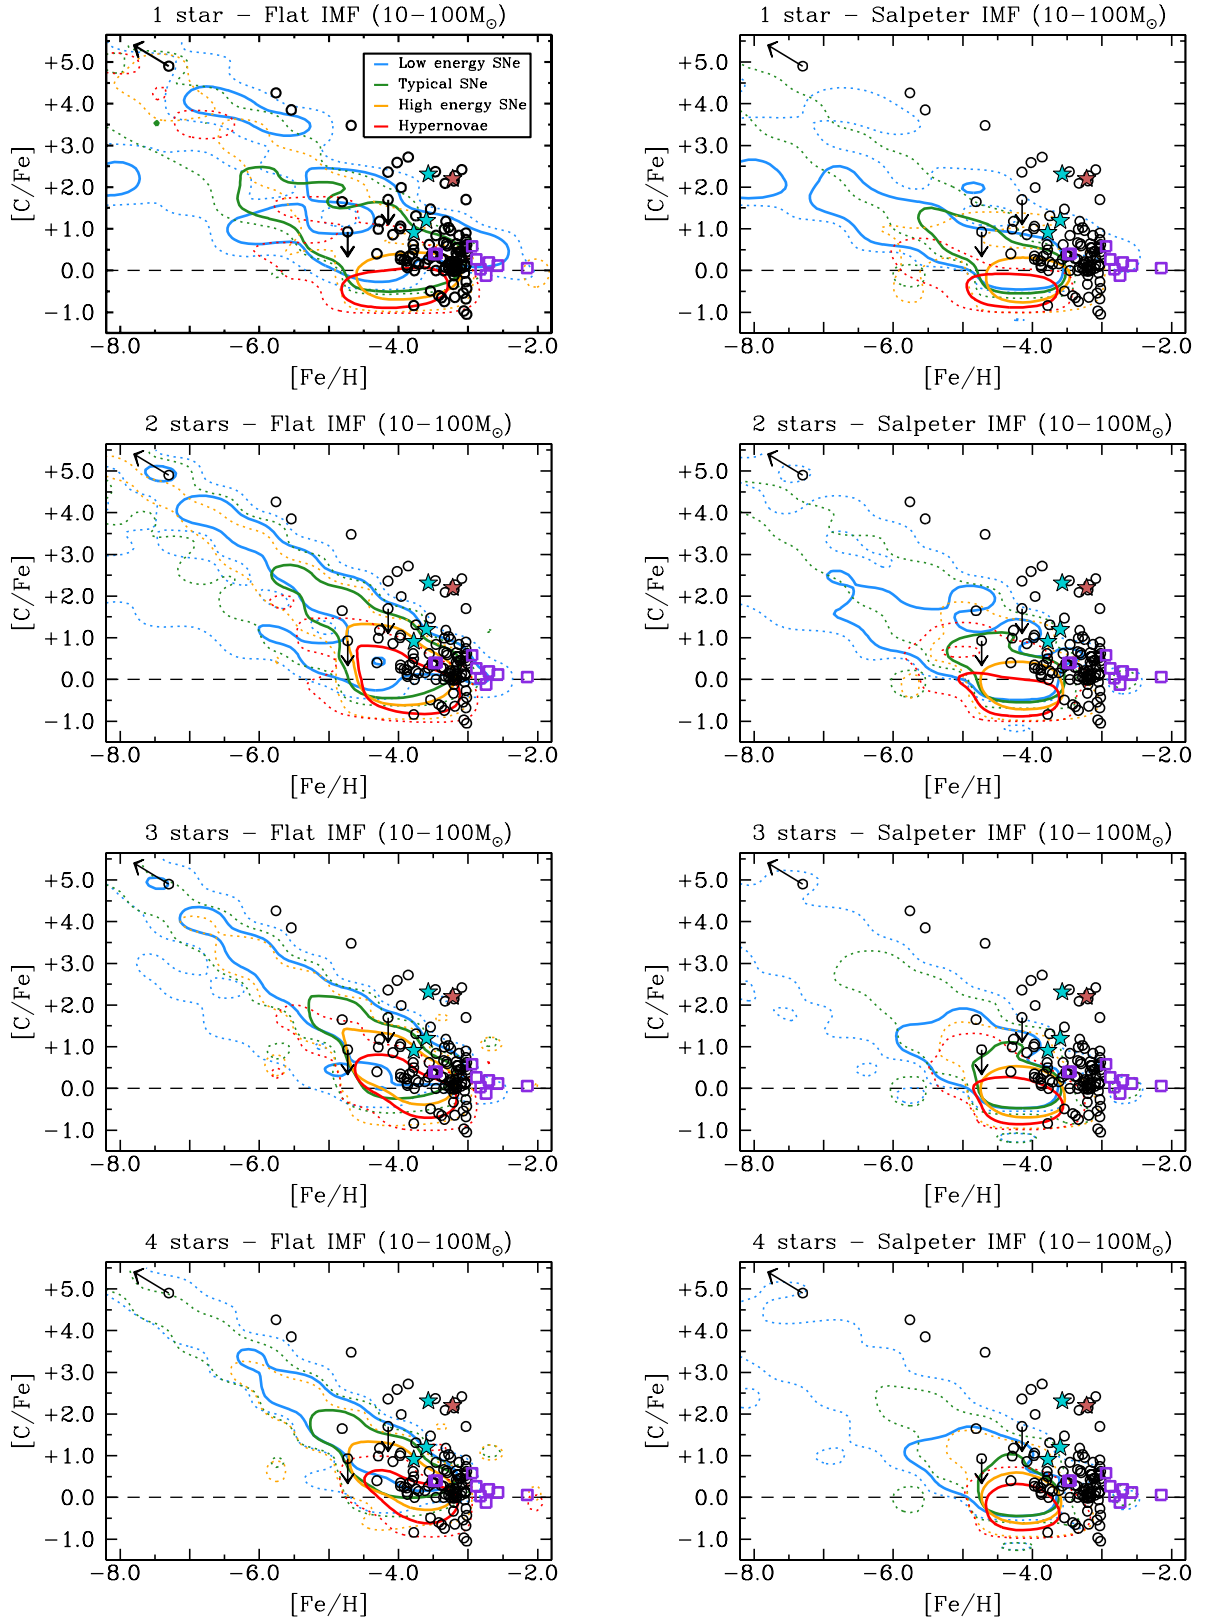 1 star − Flat IMF (10−100M⊙)
1 star − Salpeter IMF (10−100M⊙)
Low energy SNe
Typical SNe
High energy SNe
Hypernovae
+5.0
+4.0
+3.0
+2.0
+1.0
0.0
−1.0
[C/Fe]
−8.0 −6.0 −4.0 −2.0
[Fe/H]
+5.0
+4.0
+3.0
+2.0
+1.0
0.0
−1.0
[C/Fe]
−8.0 −6.0 −4.0 −2.0
[Fe/H]
2 stars − Flat IMF (10−100M⊙)
2 stars − Salpeter IMF (10−100M⊙)
+5.0
+4.0
+3.0
+2.0
+1.0
0.0
−1.0
[C/Fe]
−8.0 −6.0 −4.0 −2.0
[Fe/H]
+5.0
+4.0
+3.0
+2.0
+1.0
0.0
−1.0
[C/Fe]
−8.0 −6.0 −4.0 −2.0
[Fe/H]
3 stars − Flat IMF (10−100M⊙)
3 stars − Salpeter IMF (10−100M⊙)
+5.0
+4.0
+3.0
+2.0
+1.0
0.0
−1.0
[C/Fe]
−8.0 −6.0 −4.0 −2.0
[Fe/H]
+5.0
+4.0
+3.0
+2.0
+1.0
0.0
−1.0
[C/Fe]
−8.0 −6.0 −4.0 −2.0
[Fe/H]
4 stars − Flat IMF (10−100M⊙)
4 stars − Salpeter IMF (10−100M⊙)
+5.0
+4.0
+3.0
+2.0
+1.0
0.0
−1.0
[C/Fe]
−8.0 −6.0 −4.0 −2.0
[Fe/H]
+5.0
+4.0
+3.0
+2.0
+1.0
0.0
−1.0
[C/Fe]
−8.0 −6.0 −4.0 −2.0
[Fe/H]